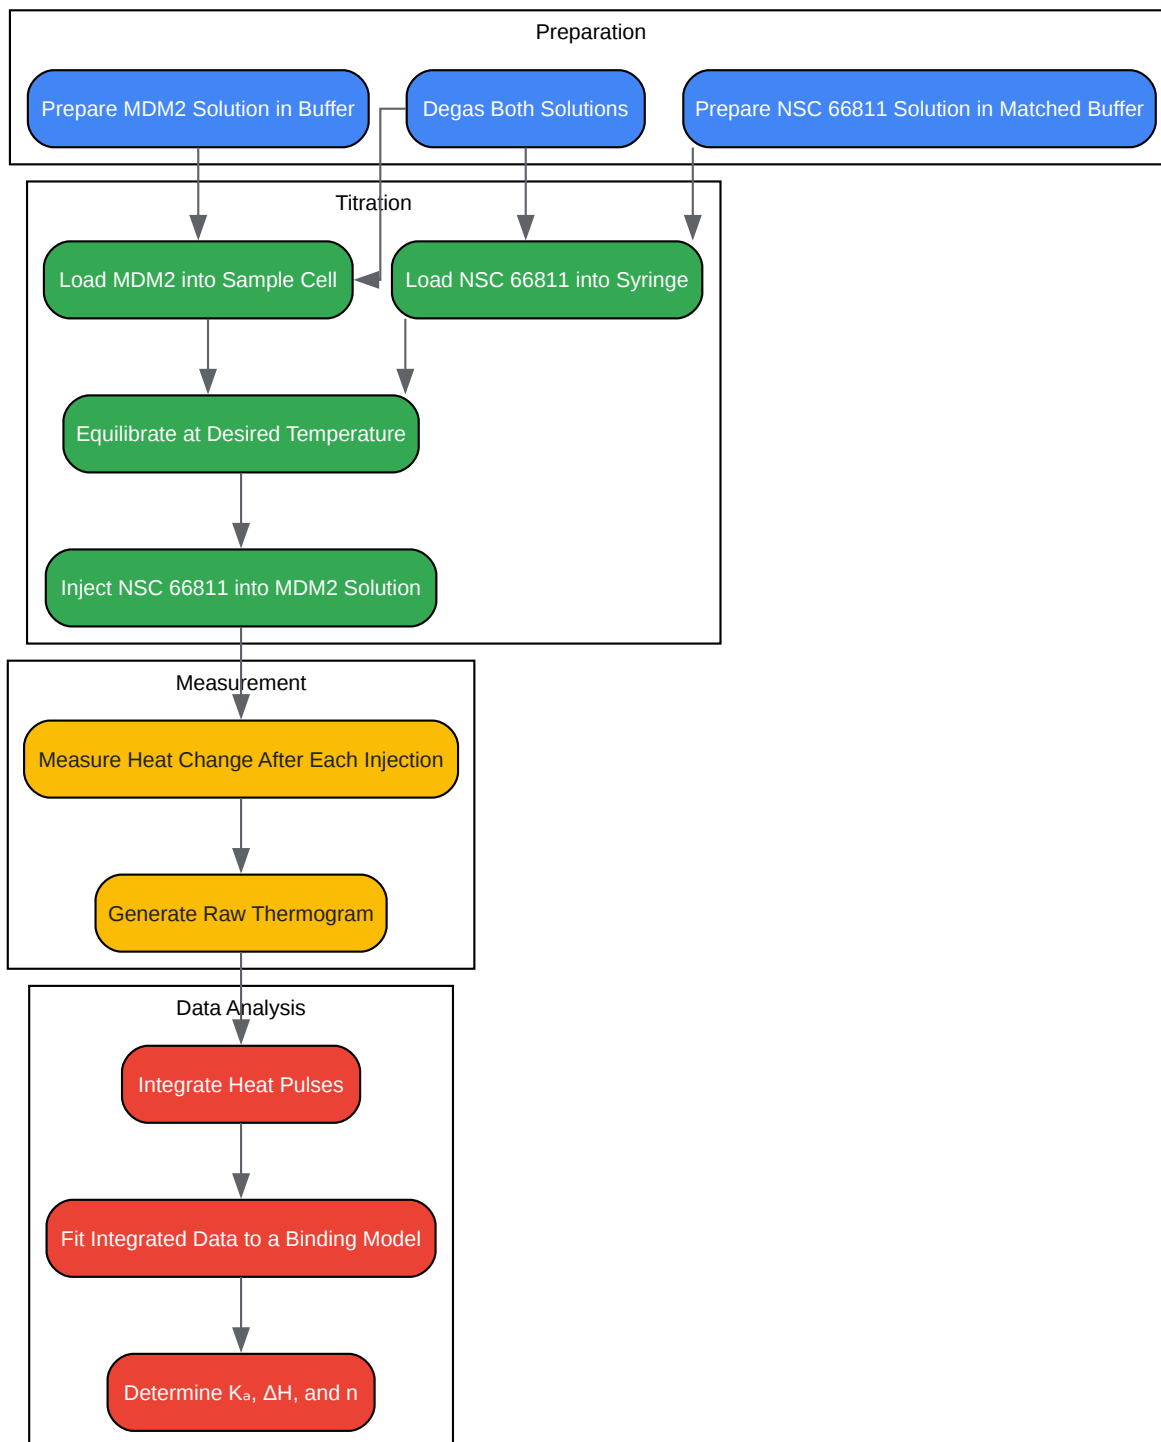 Preparation
Prepare MDM2 Solution in Buffer
Degas Both Solutions
Prepare NSC 66811 Solution in Matched Buffer
Titration
Load MDM2 into Sample Cell
Load NSC 66811 into Syringe
Equilibrate at Desired Temperature
Inject NSC 66811 into MDM2 Solution
Measurement
Measure Heat Change After Each Injection
Generate Raw Thermogram
Data Analysis
Integrate Heat Pulses
Fit Integrated Data to a Binding Model
Determine Kₐ, ΔH, and n